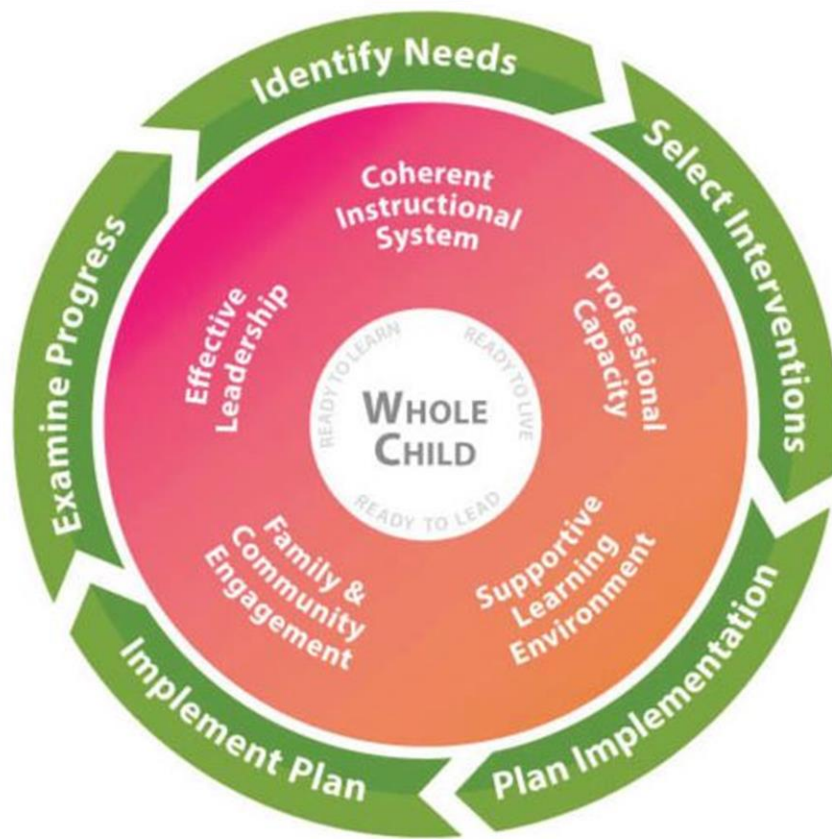 Identify Needs
Select Interventions
Plan Implementation
Implement Plan
Examine Progress
Coherent
Instructional
System
Professional
Capacity
Supportive
Learning
Environment
Family &
Community
Engagement
Effective
Leadership
READY TO LEARN
READY TO LIVE
READY TO LEAD
WHOLE
CHILD